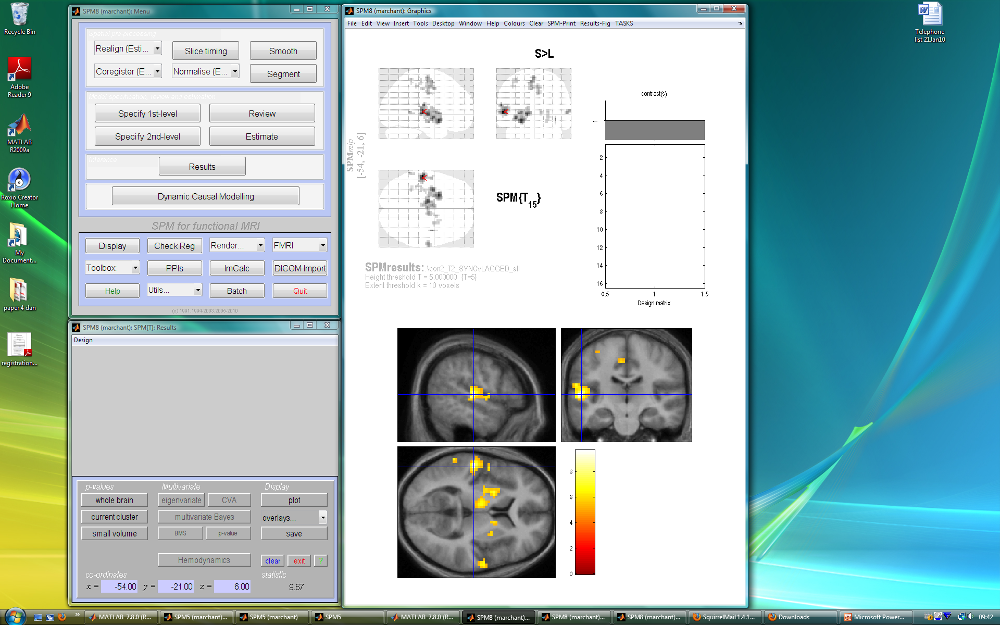 Recycle Bin
Adobe
Reader 9
MATLAB
R2009a
Roxio Creator
Home
My
Document...
paper 4 dan
registration...
Telephone
list 21Jan10
SPM8 (marchant): Menu
Spatial pre-processing
Realign (Esti...
Slice timing
Smooth
Coregister (E...
Normalise (E...
Segment
Model specification, review and estimation
Specify 1st-level
Review
Specify 2nd-level
Estimate
Inference
Results
Dynamic Causal Modelling
SPM for functional MRI
Display
Check Reg
Render...
FMRI
Toolbox:
PPIs
ImCalc
DICOM Import
Help
Utils...
Batch
Quit
(c) 1991,1994-2003,2005-2010
SPM8 (marchant): SPM{T}: Results
Design
p-values
Multivariate
Display
whole brain
eigenvariate
CVA
plot
current cluster
multivariate Bayes
overlays...
small volume
BMS
p-value
save
Hemodynamics
clear
exit
?
co-ordinates
statistic
x = -54.00 y = -21.00 z = 6.00
9.67
SPM8 (marchant): Graphics
File Edit View Insert Tools Desktop Window Help Colours Clear SPM-Print Results-Fig TASKS
S>L
SPMmip
[-54, -21, 6]
SPM{T15}
contrast(s)
1
2
4
6
8
10
12
14
16
0.5 1 1.5
Design matrix
SPMresults: .\con2_T2_SYNCvLAGGED_all
Height threshold T = 5.000000 {T=5}
Extent threshold k = 10 voxels
8
6
4
2
0
MATLAB 7.8.0 (R...
SPM5 (marchant)...
SPM5 (marchant)
SPM5
MATLAB 7.8.0 (R...
SPM8 (marchant)...
SPM8 (marchant)...
SPM8 (marchant)...
SquirrelMail 1.4.1...
Downloads
Microsoft Power...
09:42